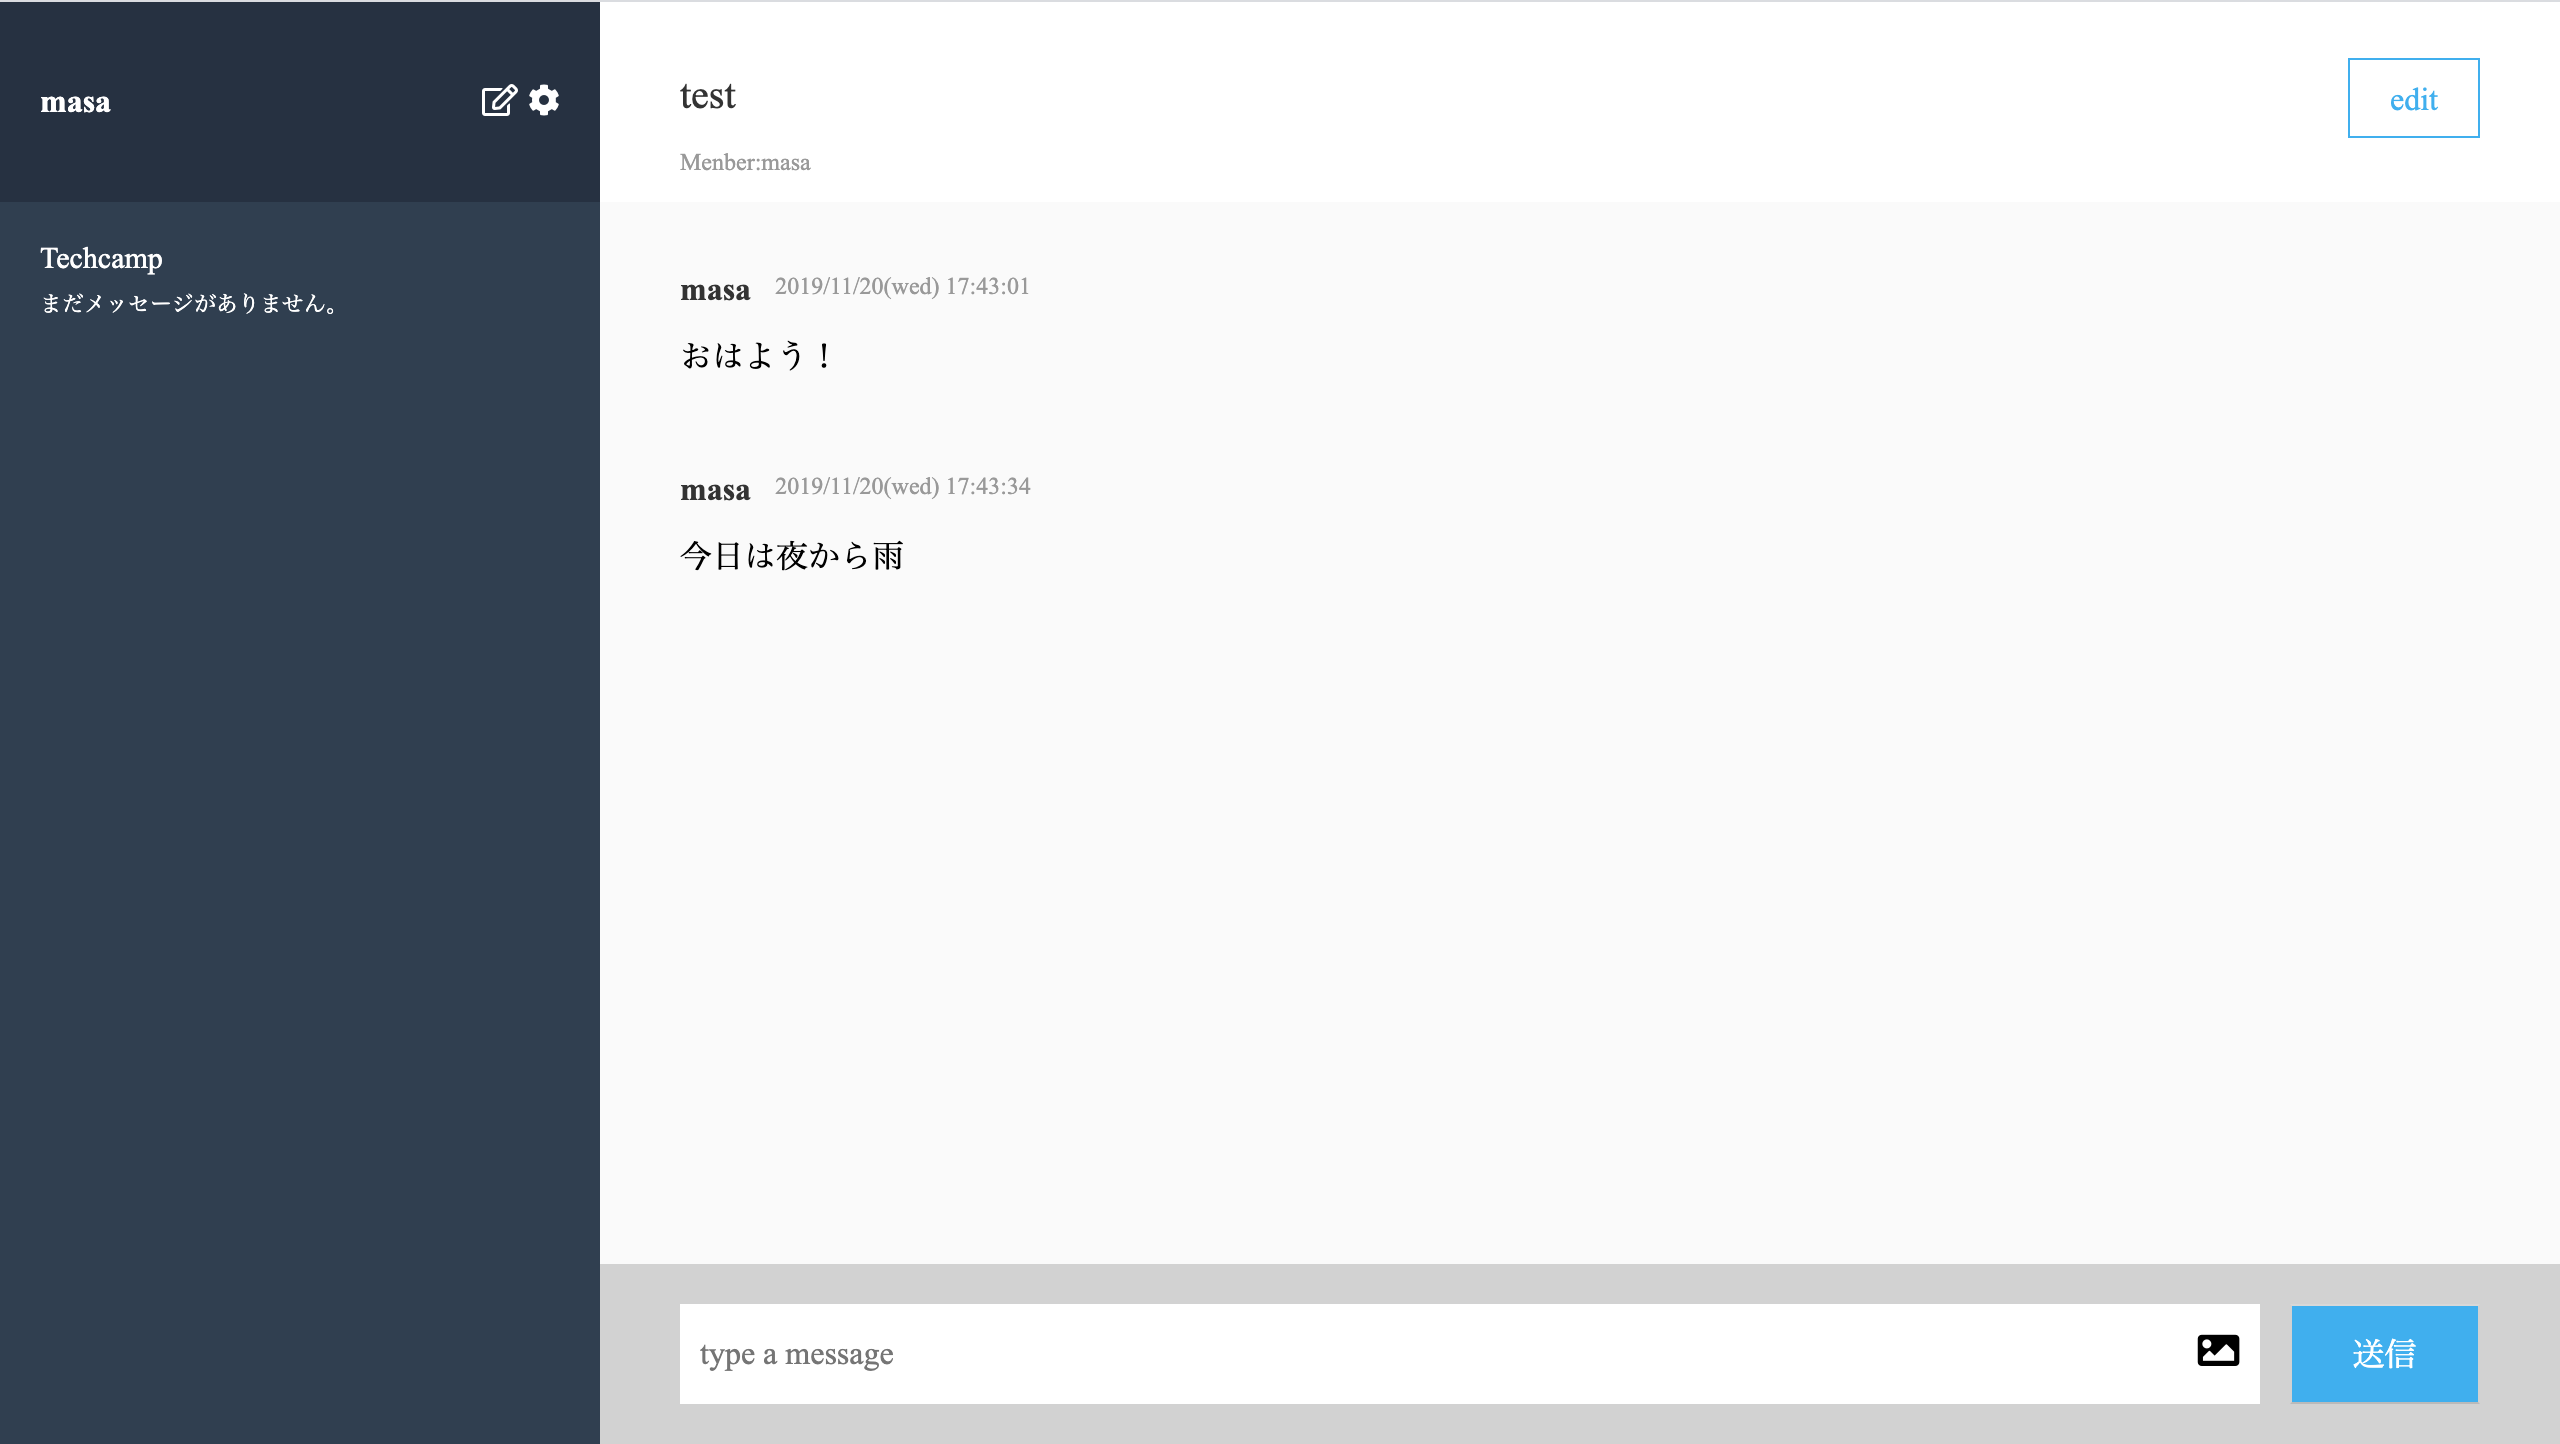 masa
Techcamp
まだメッセージがありません。
test
edit
Menber:masa
masa 2019/11/20(wed) 17:43:01
おはよう！
masa 2019/11/20(wed) 17:43:34
今日は夜から雨
type a message
送信